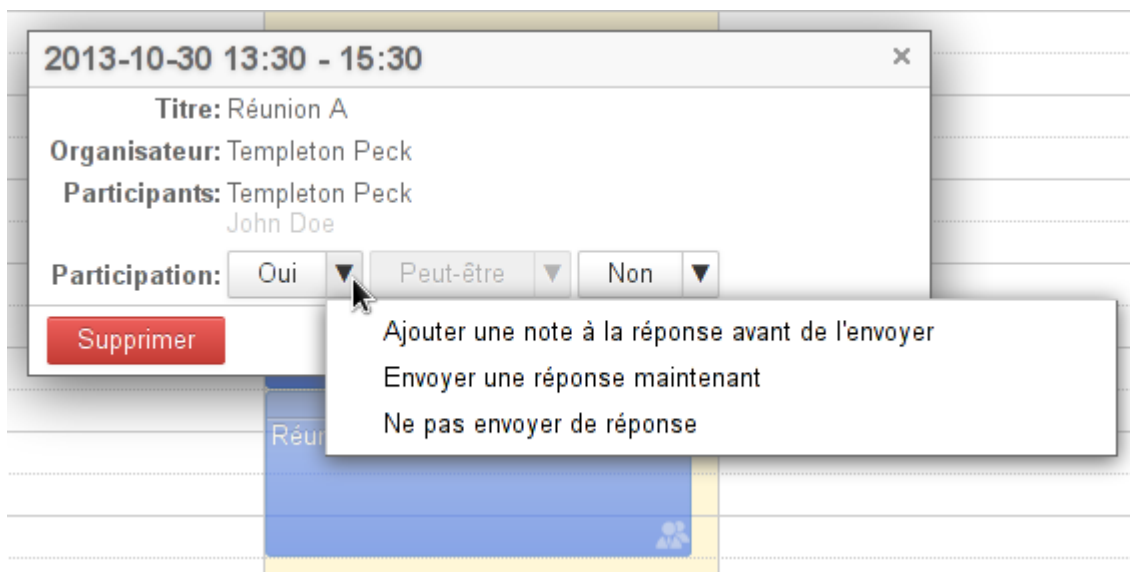 2013-10-30 13:30 - 15:30 ×
Titre: Réunion A
Organisateur: Templeton Peck
Participants: Templeton Peck
John Doe
Participation: Oui ▼ Peut-être ▼ Non ▼
Supprimer
Ajouter une note à la réponse avant de l'envoyer
Envoyer une réponse maintenant
Ne pas envoyer de réponse
Réun